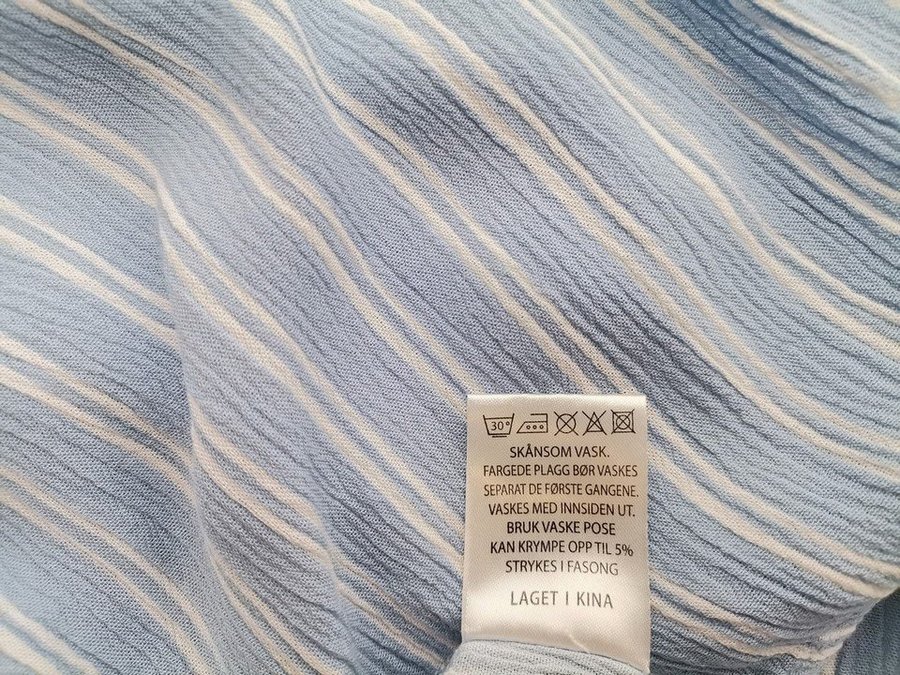 30°
SKÅNSOM VASK.
FARGEDE PLAGG BØR VASKES
SEPARAT DE FØRSTE GANGENE.
VASKES MED INNSIDEN UT.
BRUK VASKE POSE
KAN KRYMPE OPP TIL 5%
STRYKES I FASONG
LAGET I KINA